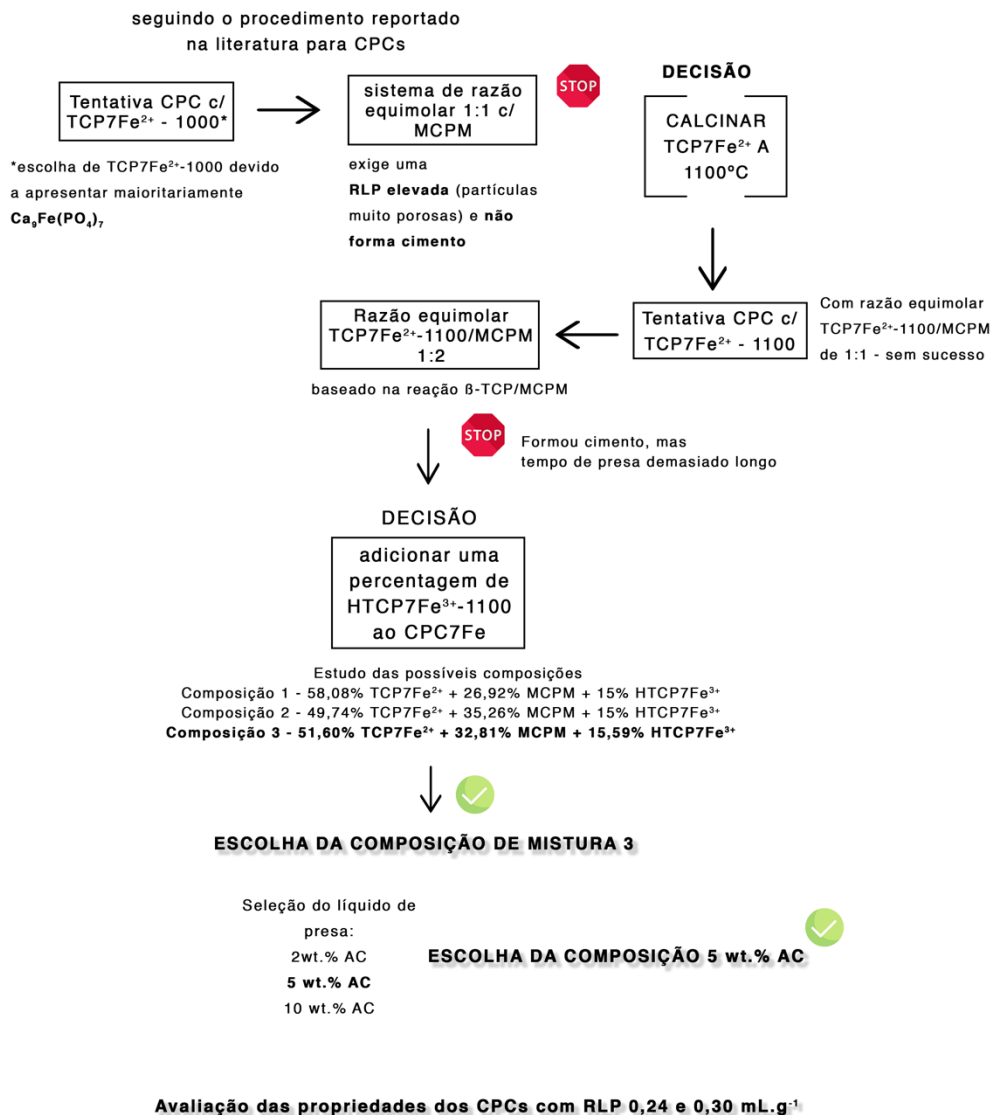 seguindo o procedimento reportado
na literatura para CPCs
Tentativa CPC c/
TCP7Fe²⁺ - 1000*
*escolha de TCP7Fe²⁺-1000 devido
a apresentar maioritariamente
Ca₉Fe(PO₄)₇
sistema de razão
equimolar 1:1 c/
MCPM
STOP
exige uma
RLP elevada (partículas
muito porosas) e não
forma cimento
DECISÃO
CALCINAR
TCP7Fe²⁺ A
1100ºC
Tentativa CPC c/
TCP7Fe²⁺ - 1100
Com razão equimolar
TCP7Fe²⁺-1100/MCPM
de 1:1 - sem sucesso
Razão equimolar
TCP7Fe²⁺-1100/MCPM
1:2
baseado na reação ß-TCP/MCPM
STOP
Formou cimento, mas
tempo de presa demasiado longo
DECISÃO
adicionar uma
percentagem de
HTCP7Fe³⁺-1100
ao CPC7Fe
Estudo das possíveis composições
Composição 1 - 58,08% TCP7Fe²⁺ + 26,92% MCPM + 15% HTCP7Fe³⁺
Composição 2 - 49,74% TCP7Fe²⁺ + 35,26% MCPM + 15% HTCP7Fe³⁺
Composição 3 - 51,60% TCP7Fe²⁺ + 32,81% MCPM + 15,59% HTCP7Fe³⁺
ESCOLHA DA COMPOSIÇÃO DE MISTURA 3
Seleção do líquido de
presa:
2wt.% AC
5 wt.% AC
10 wt.% AC
ESCOLHA DA COMPOSIÇÃO 5 wt.% AC
Avaliação das propriedades dos CPCs com RLP 0,24 e 0,30 mL.g⁻¹